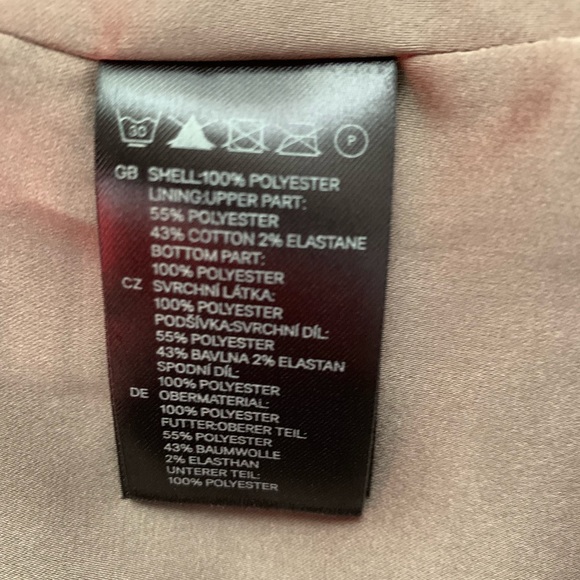 30
P
GB SHELL:100% POLYESTER
LINING:UPPER PART:
55% POLYESTER
43% COTTON 2% ELASTANE
BOTTOM PART:
100% POLYESTER
CZ SVRCHNÍ LÁTKA:
100% POLYESTER
PODŠÍVKA:SVRCHNÍ DÍL:
55% POLYESTER
43% BAVLNA 2% ELASTAN
SPODNÍ DÍL:
100% POLYESTER
DE OBERMATERIAL:
100% POLYESTER
FUTTER:OBERER TEIL:
55% POLYESTER
43% BAUMWOLLE
2% ELASTHAN
UNTERER TEIL:
100% POLYESTER